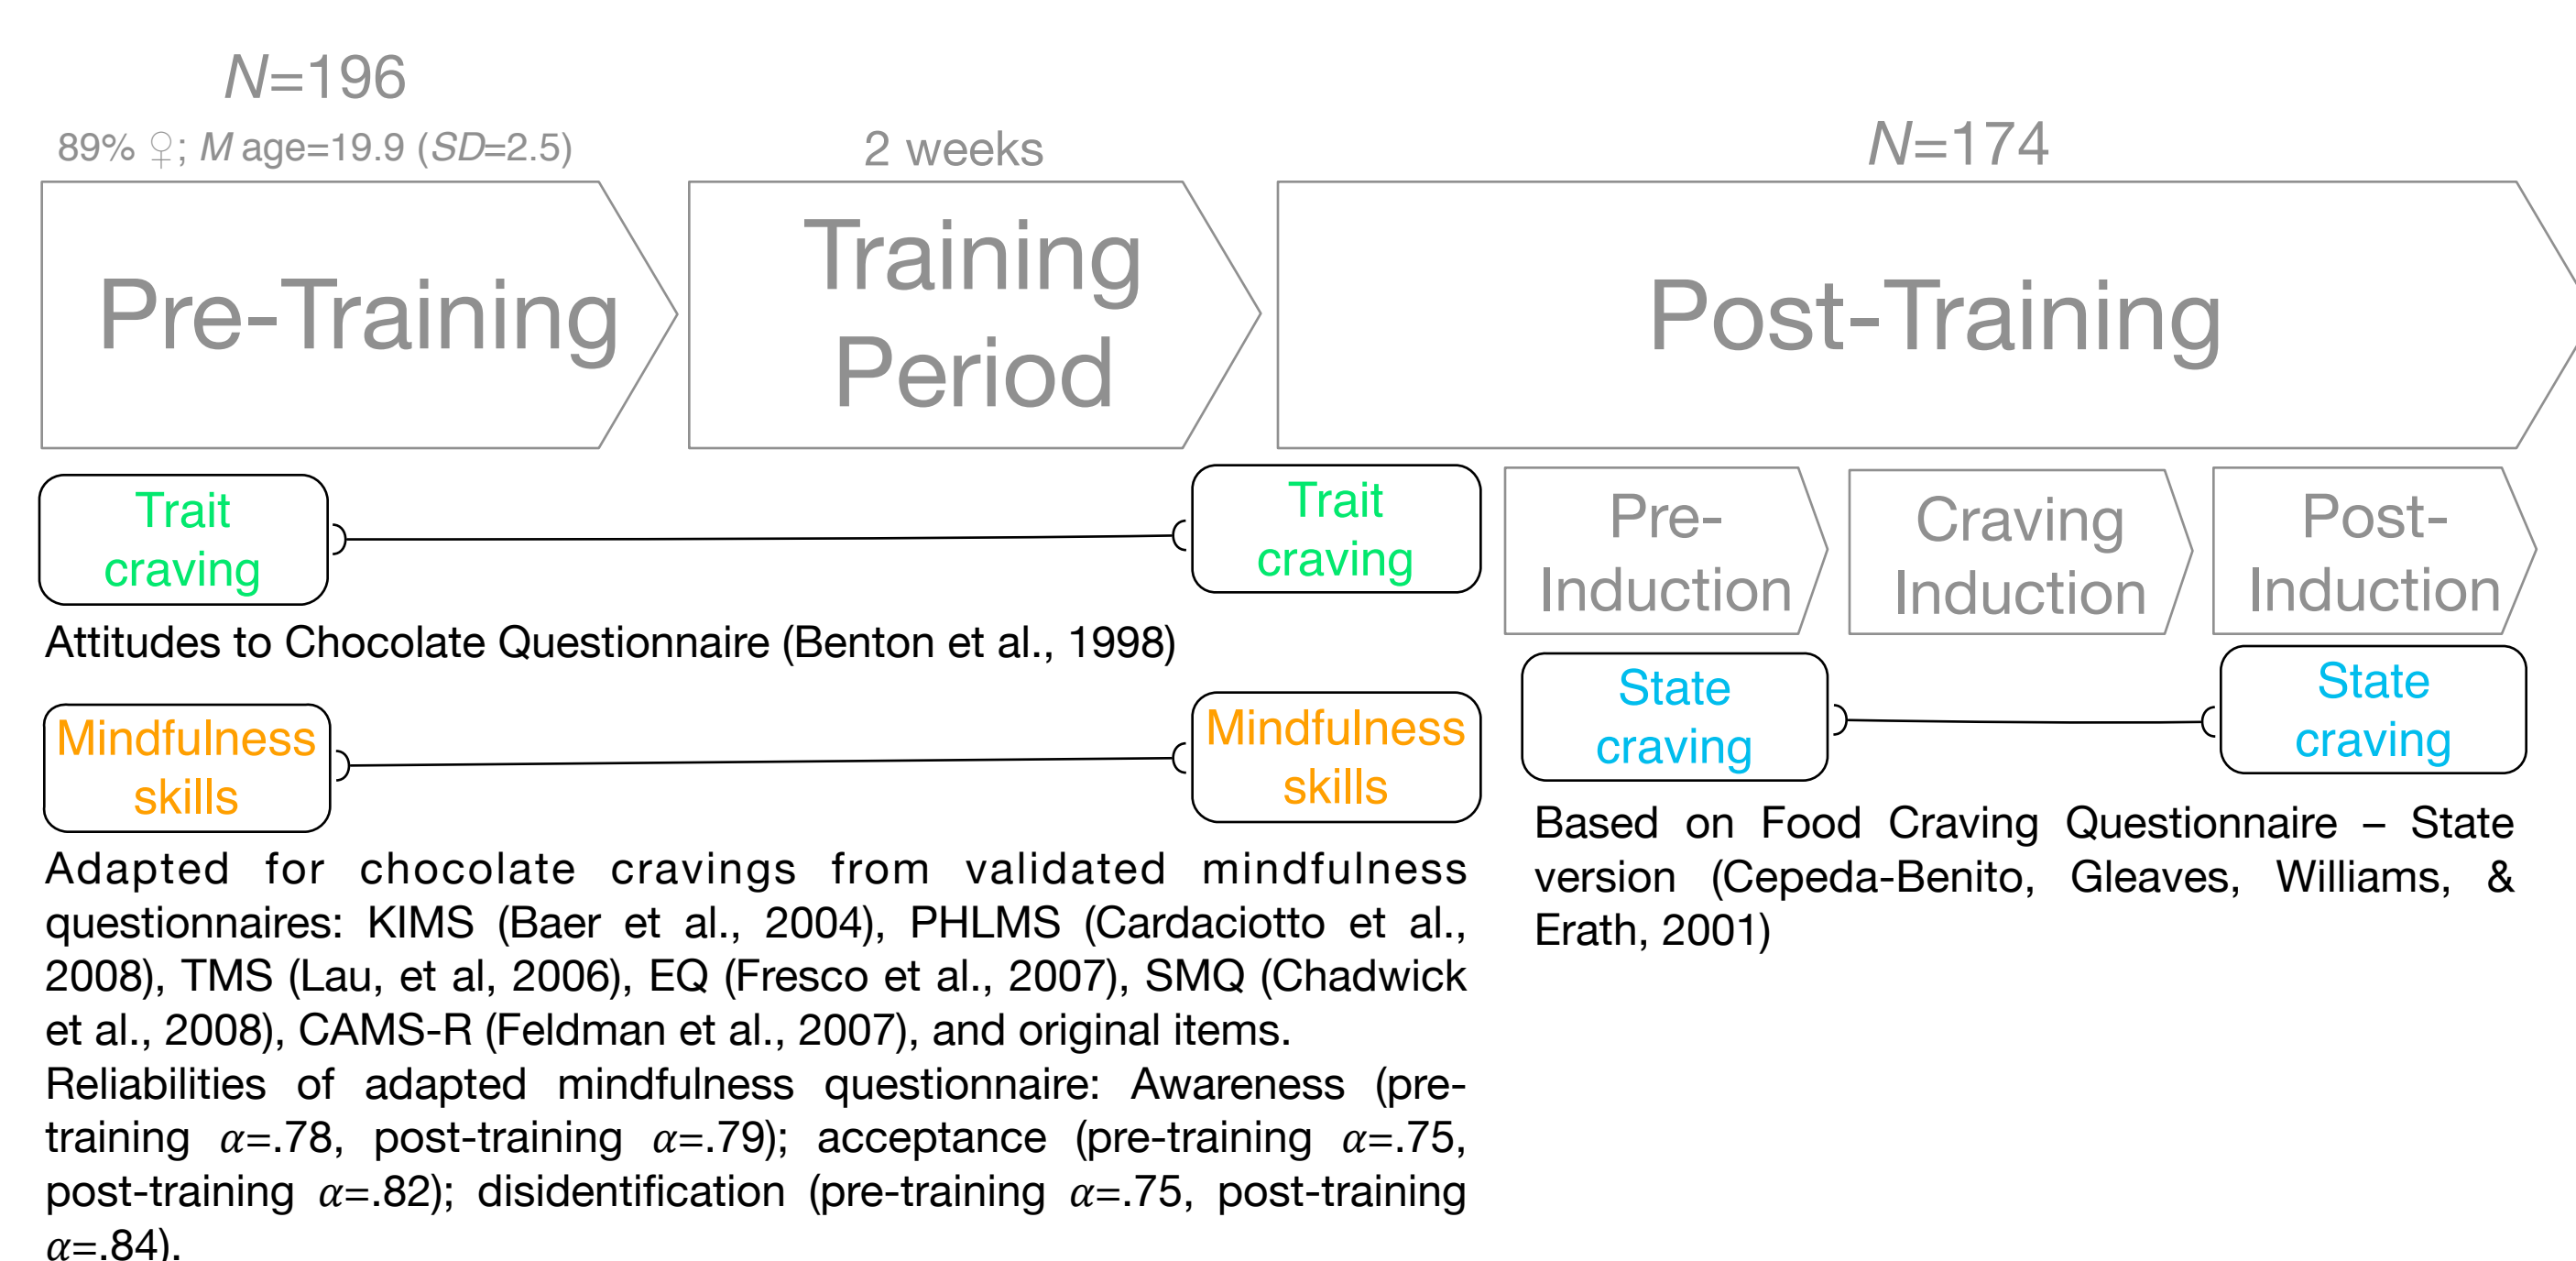 N=196
89% ♀; M age=19.9 (SD=2.5)
2 weeks
N=174
Pre-Training
Training
Period
Post-Training
Trait
craving
Trait
craving
Attitudes to Chocolate Questionnaire (Benton et al., 1998)
Mindfulness
skills
Mindfulness
skills
Adapted for chocolate cravings from validated mindfulness
questionnaires: KIMS (Baer et al., 2004), PHLMS (Cardaciotto et al.,
2008), TMS (Lau, et al, 2006), EQ (Fresco et al., 2007), SMQ (Chadwick
et al., 2008), CAMS-R (Feldman et al., 2007), and original items.
Reliabilities of adapted mindfulness questionnaire: Awareness (pre-
training α=.78, post-training α=.79); acceptance (pre-training α=.75,
post-training α=.82); disidentification (pre-training α=.75, post-training
α=.84).
Pre-
Induction
Craving
Induction
Post-
Induction
State
craving
State
craving
Based on Food Craving Questionnaire – State
version (Cepeda-Benito, Gleaves, Williams, &
Erath, 2001)